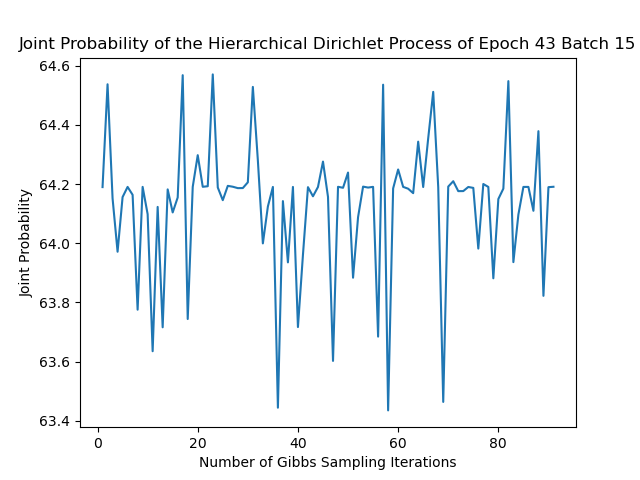 Joint Probability of the Hierarchical Dirichlet Process of Epoch 43 Batch 15
64.6
64.4
64.2
64.0
63.8
63.6
63.4
Joint Probability
0 20 40 60 80
Number of Gibbs Sampling Iterations